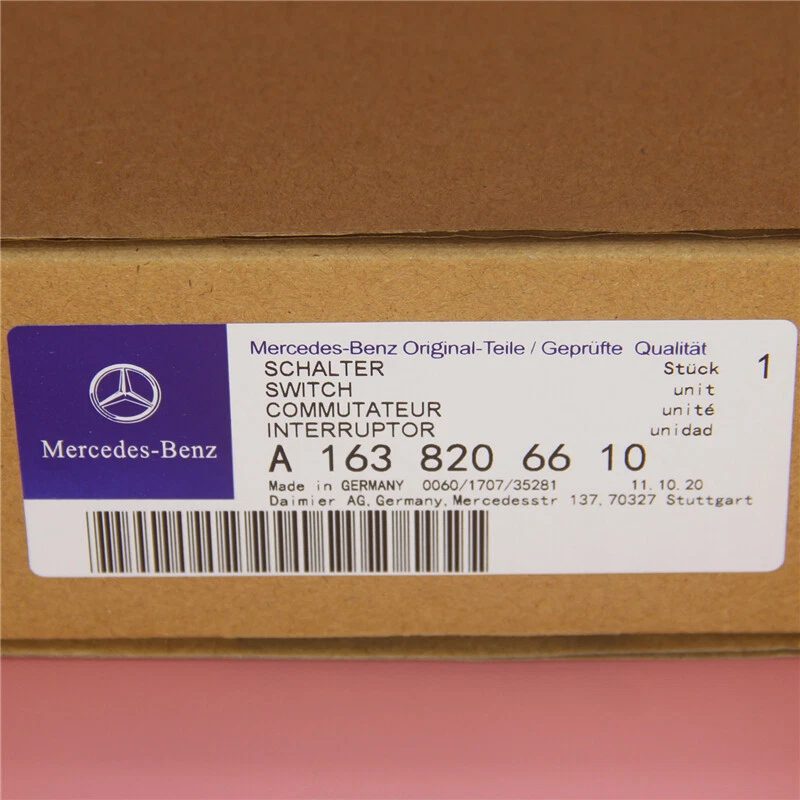 Mercedes-Benz
Mercedes-Benz Original-Teile / Geprüfte Qualität
SCHALTER Stück 1
SWITCH unit
COMMUTATEUR unité
INTERRUPTOR unidad
A 163 820 66 10
Made in GERMANY 0060/1707/35281 11.10.20
Daimier AG,Germany,Mercedesstr 137,70327 Stuttgart